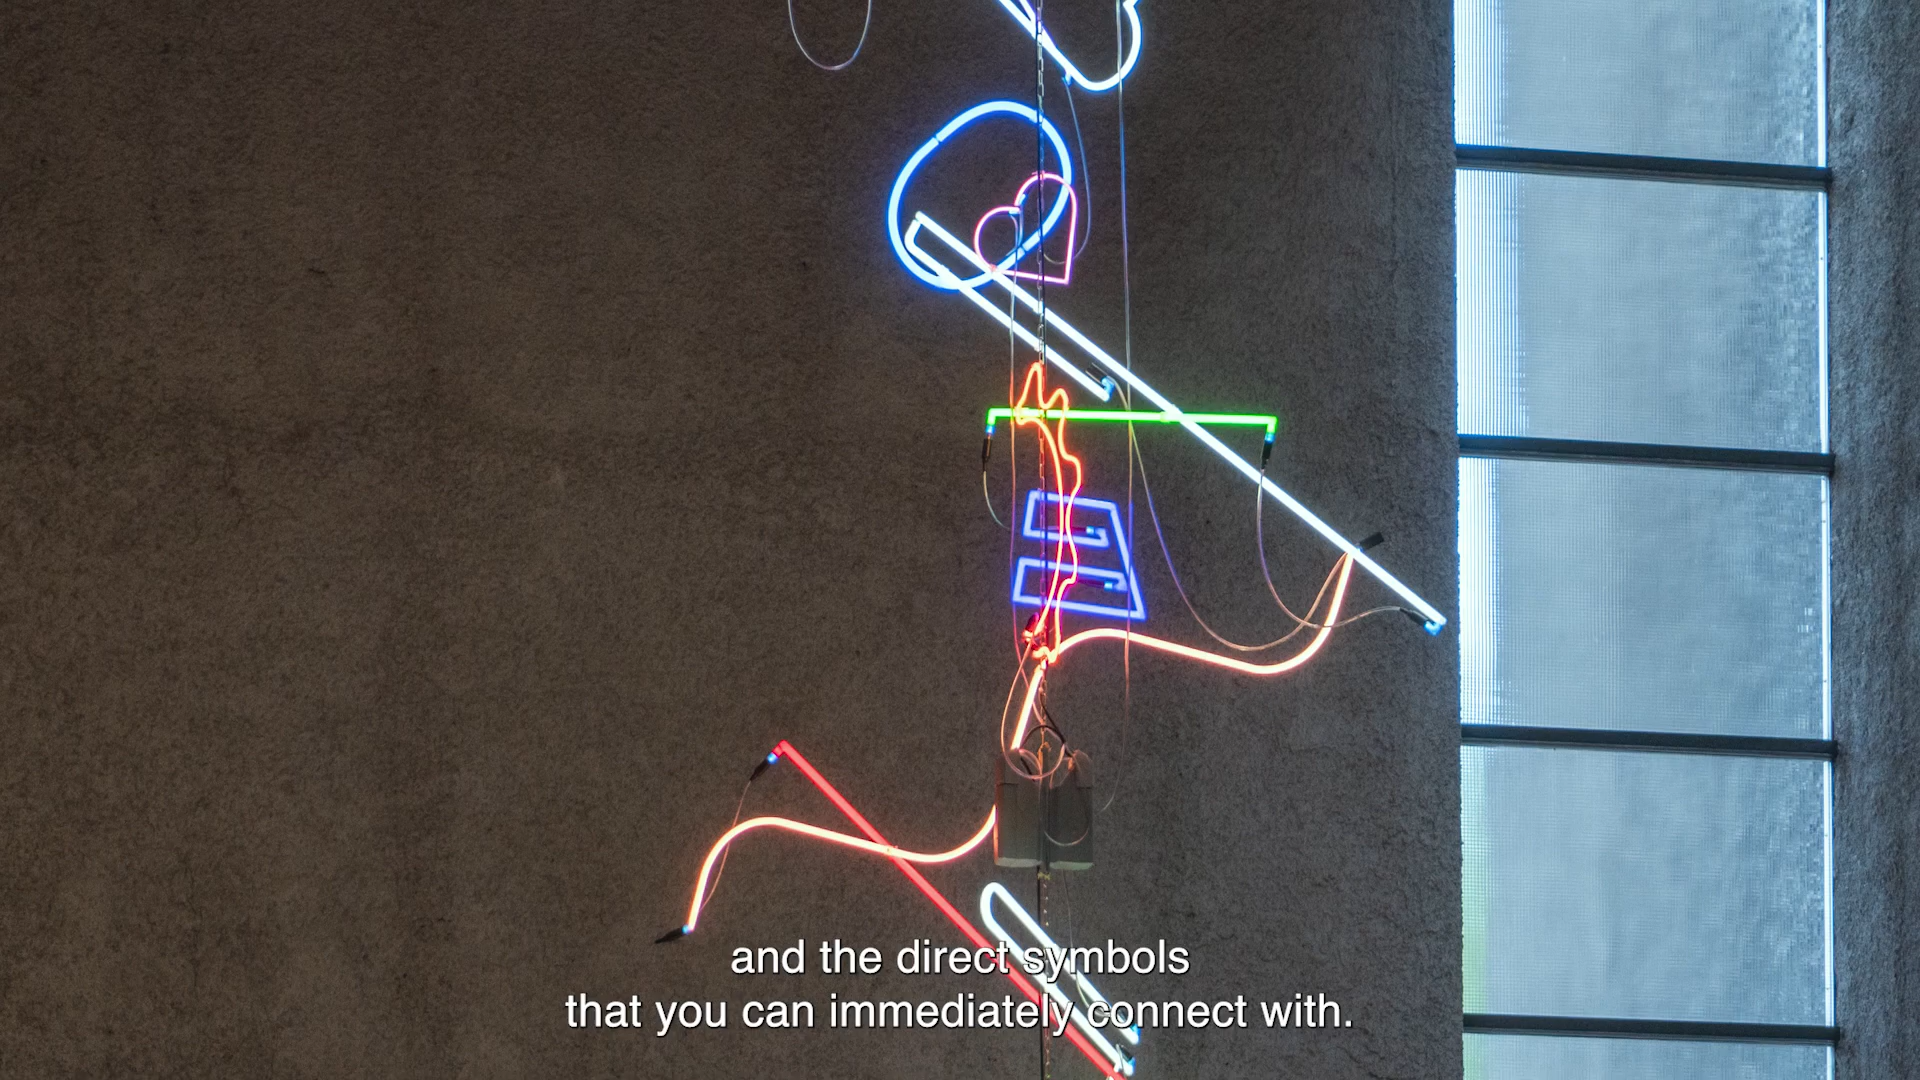 and the direct symbols
that you can immediately connect with.